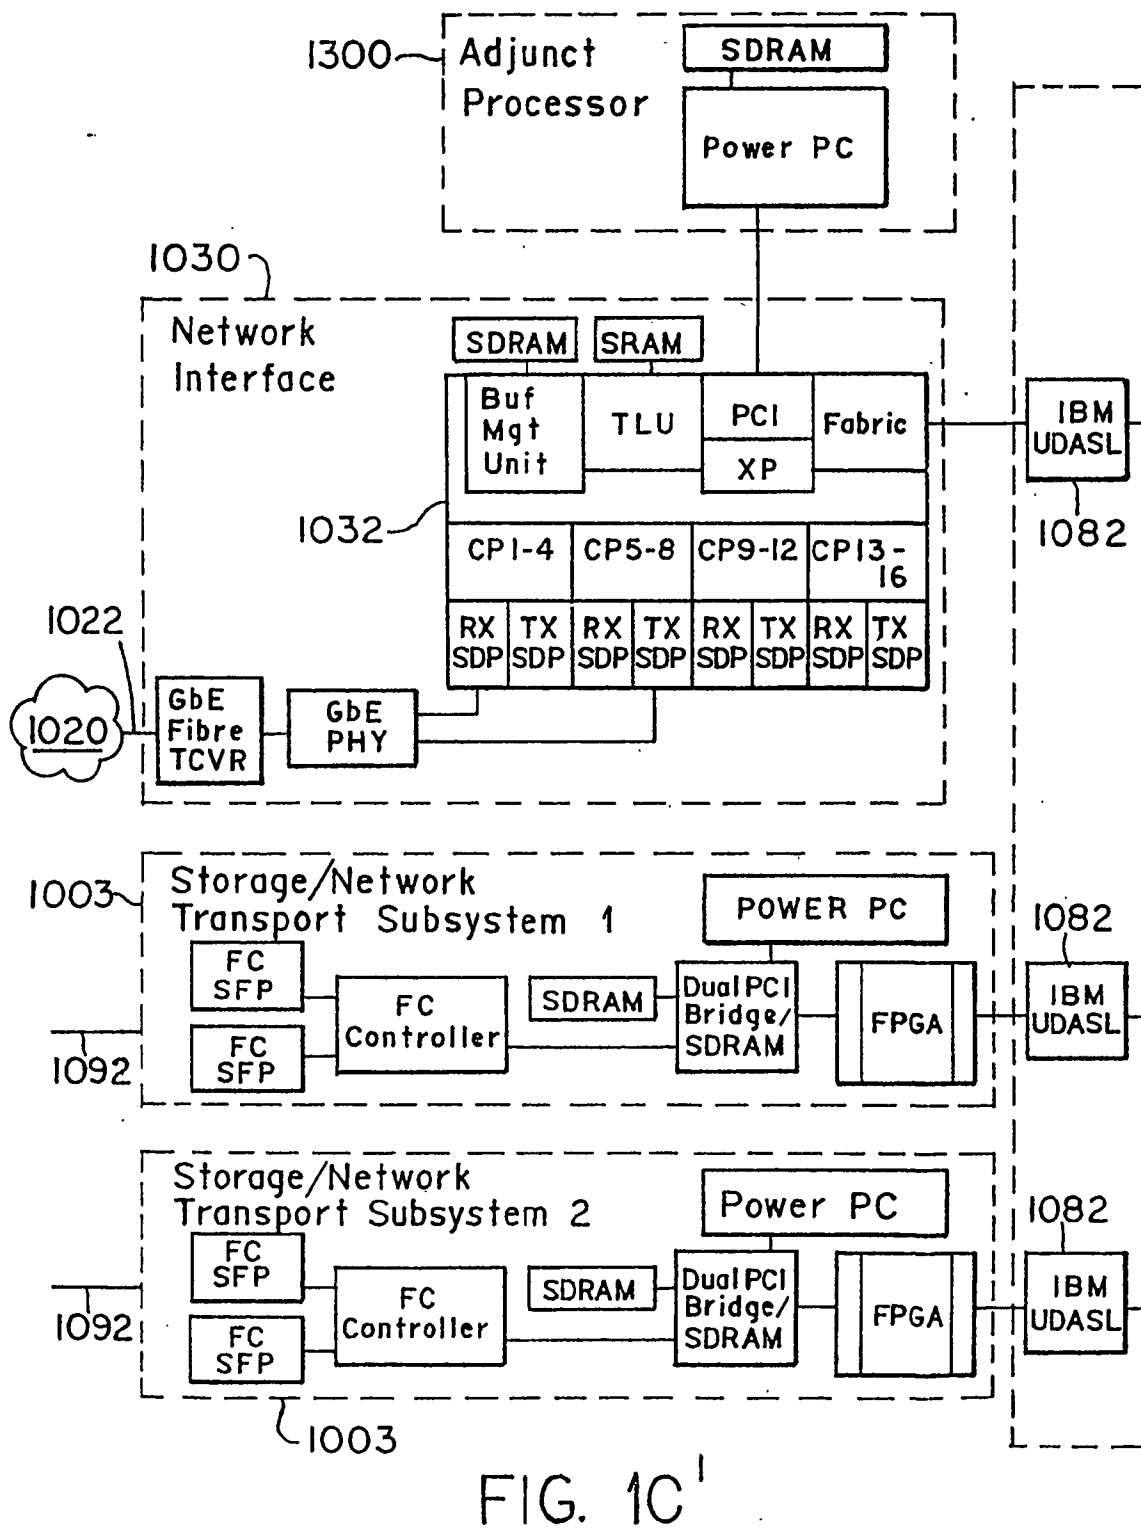 1300
Adjunct
Processor
SDRAM
Power PC
1030
Network
Interface
SDRAM
SRAM
Buf
Mgt
Unit
TLU
PCI
XP
Fabric
IBM
UDASL
1082
1032
CP1-4
CP5-8
CP9-12
CP13-
16
RX
SDP
TX
SDP
RX
SDP
TX
SDP
RX
SDP
TX
SDP
RX
SDP
TX
SDP
1022
1020
GbE
Fibre
TCVR
GbE
PHY
1003
Storage/Network
Transport Subsystem 1
POWER PC
FC
SFP
FC
SFP
FC
Controller
SDRAM
Dual PCI
Bridge/
SDRAM
FPGA
1082
IBM
UDASL
1092
Storage/Network
Transport Subsystem 2
Power PC
FC
SFP
FC
SFP
FC
Controller
SDRAM
Dual PCI
Bridge/
SDRAM
FPGA
1082
IBM
UDASL
1092
1003
FIG. 1C'